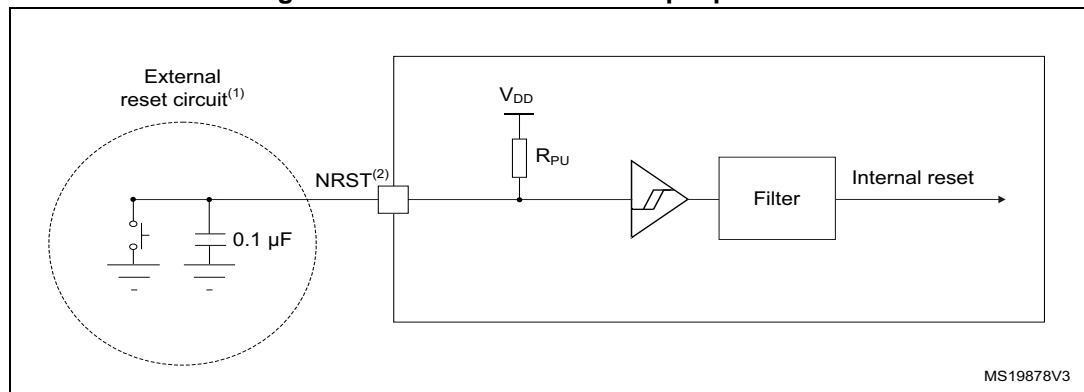 External
reset circuit(1)
VDD
RPU
NRST(2)
Internal reset
Filter
0.1 µF
MS19878V3